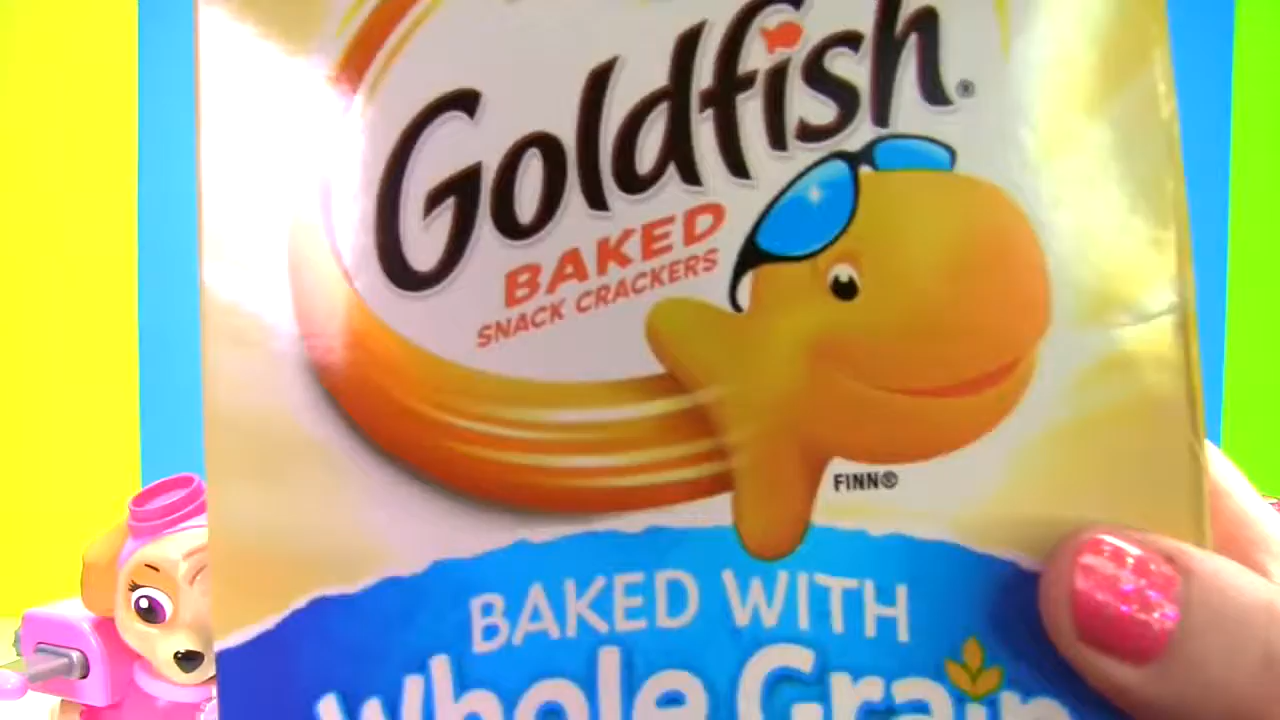 Goldfish®
BAKED
SNACK CRACKERS
FINN®
BAKED WITH
Whole Grain